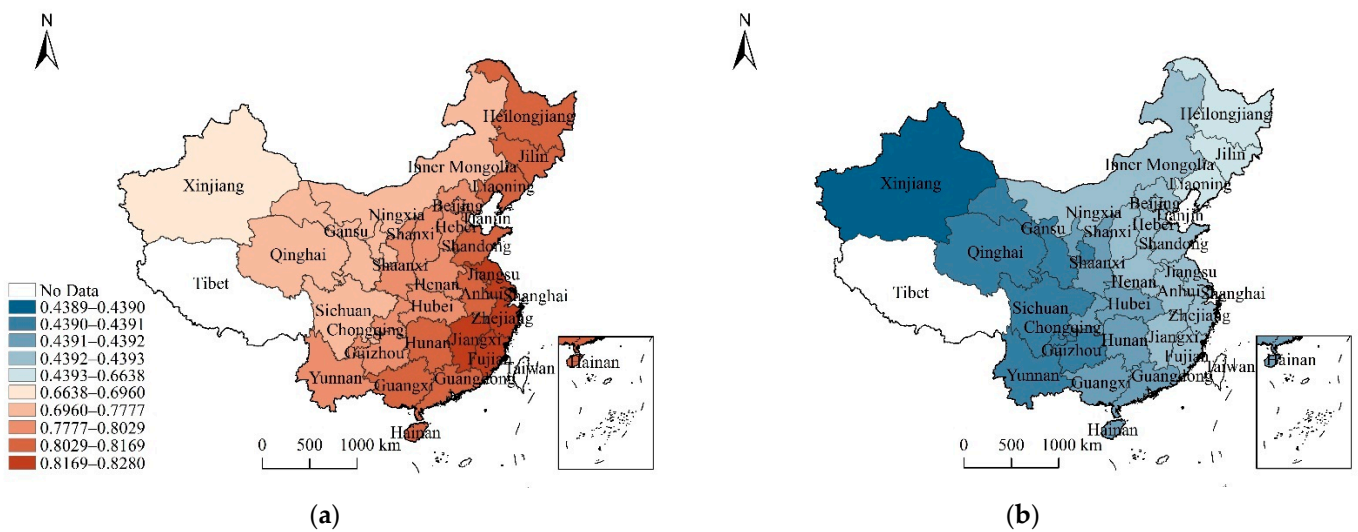 N
Heilongjiang
Jilin
Inner Mongolia
Liaoning
Xinjiang
Beijing
Tianjin
Ningxia
Hebei
Gansu
Shanxi
Shandong
Qinghai
Shaanxi
Jiangsu
Tibet
Henan
Anhui
Shanghai
Sichuan
Hubei
Zhejiang
Chongqing
Hunan
Jiangxi
Guizhou
Fujian
Taiwan
Yunnan
Guangxi
Guangdong
Hainan
Hainan
No Data
0.4389–0.4390
0.4390–0.4391
0.4391–0.4392
0.4392–0.4393
0.4393–0.6638
0.6638–0.6960
0.6960–0.7777
0.7777–0.8029
0.8029–0.8169
0.8169–0.8280
0 500 1000 km
(a)
N
Heilongjiang
Jilin
Inner Mongolia
Liaoning
Xinjiang
Beijing
Tianjin
Ningxia
Hebei
Gansu
Shanxi
Shandong
Qinghai
Shaanxi
Jiangsu
Tibet
Henan
Anhui
Shanghai
Sichuan
Hubei
Zhejiang
Chongqing
Hunan
Jiangxi
Guizhou
Fujian
Taiwan
Yunnan
Guangxi
Guangdong
Hainan
Hainan
0 500 1000 km
(b)